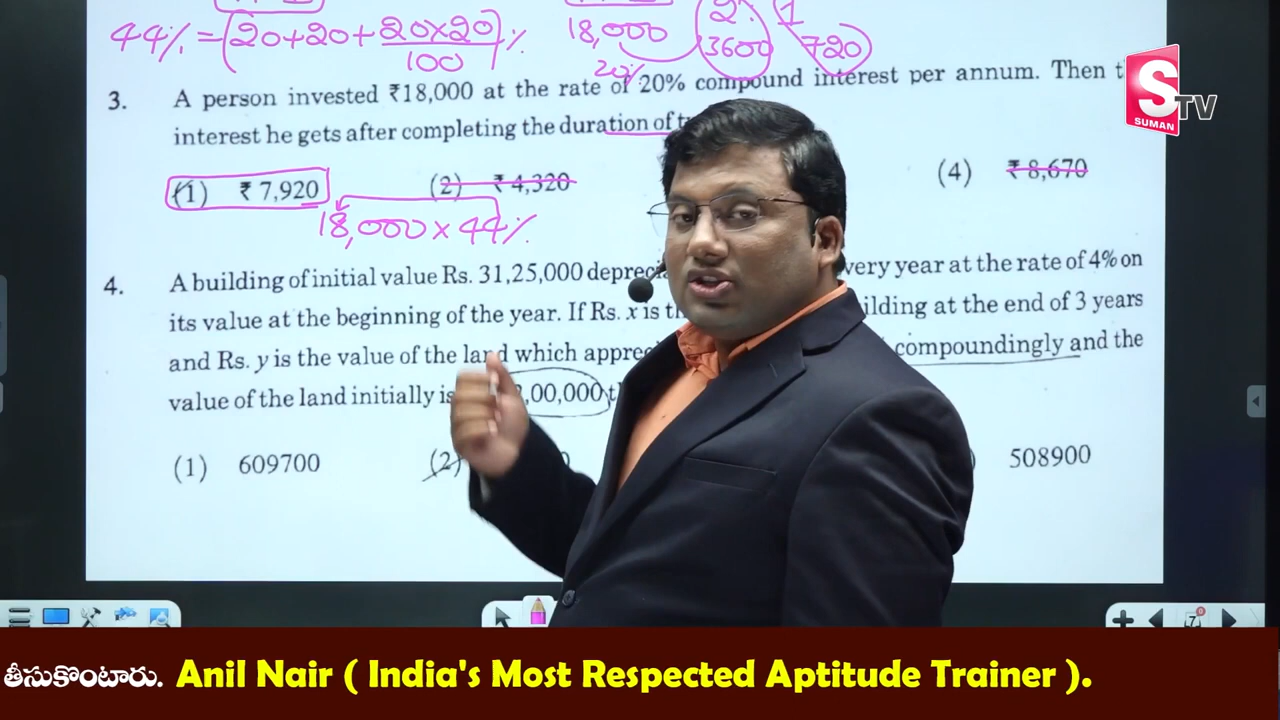 44% = (20+20+ 20×20/100)% 18,000 3600 720
20%
3. A person invested ₹18,000 at the rate of 20% compound interest per annum. Then
interest he gets after completing the duration of
(1) ₹ 7,920 (2) ₹ 4,320 (4) ₹ 8,670
18,000 × 44%
4. A building of initial value Rs. 31,25,000 every year at the rate of 4% on
its value at the beginning of the year. If Rs. x is building at the end of 3 years
and Rs. y is the value of the land which compoundingly and the
value of the land initially is ,00,000
(1) 609700 (2) 508900
S TV
SUMAN
తీసుకొంటారు. Anil Nair ( India's Most Respected Aptitude Trainer ).